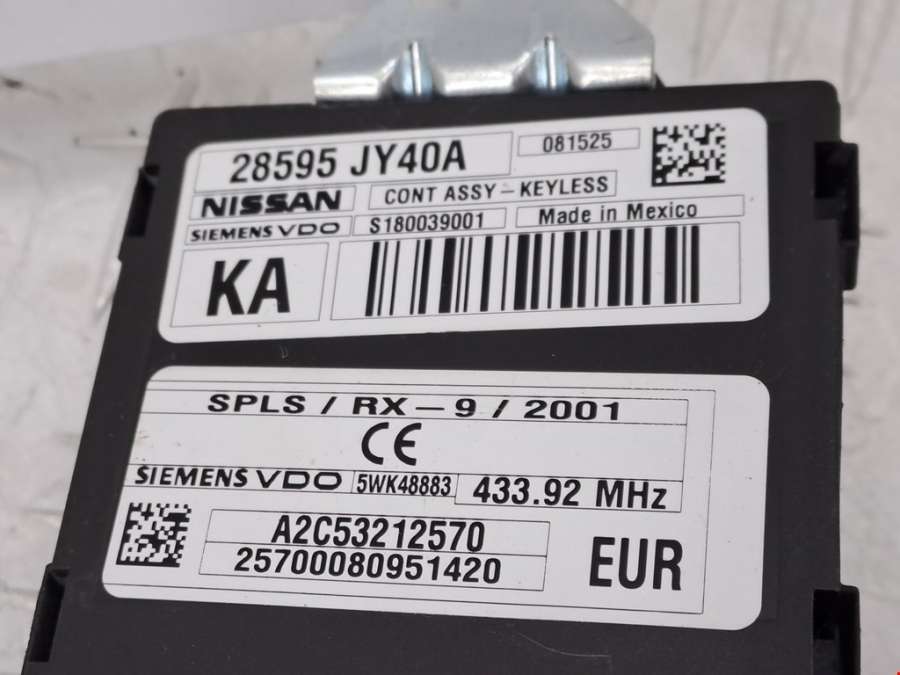 28595 JY40A
081525
NISSAN
CONT ASSY - KEYLESS
SIEMENS VDO
S180039001
Made in Mexico
KA
SPLS / RX - 9 / 2001
CE
SIEMENS VDO
5WK48883
433.92 MHz
A2C53212570
25700080951420
EUR